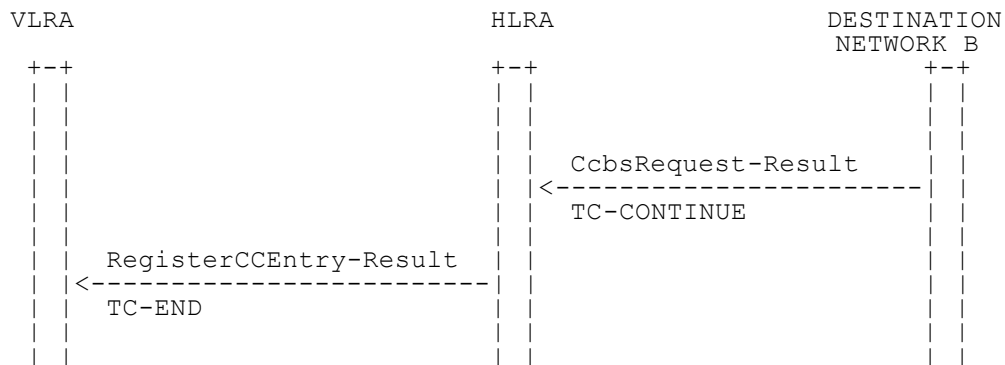 VLRA HLRA DESTINATION
NETWORK B
CcbsRequest-Result
TC-CONTINUE
RegisterCCEntry-Result
TC-END